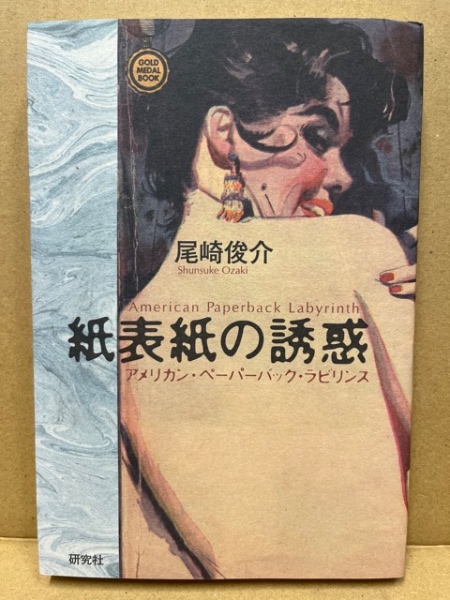 GOLD
MEDAL
BOOK
尾崎俊介
Shunsuke Ozaki
American Paperback Labyrinth
紙表紙の誘惑
アメリカン・ペーパーバック・ラビリンス
研究社